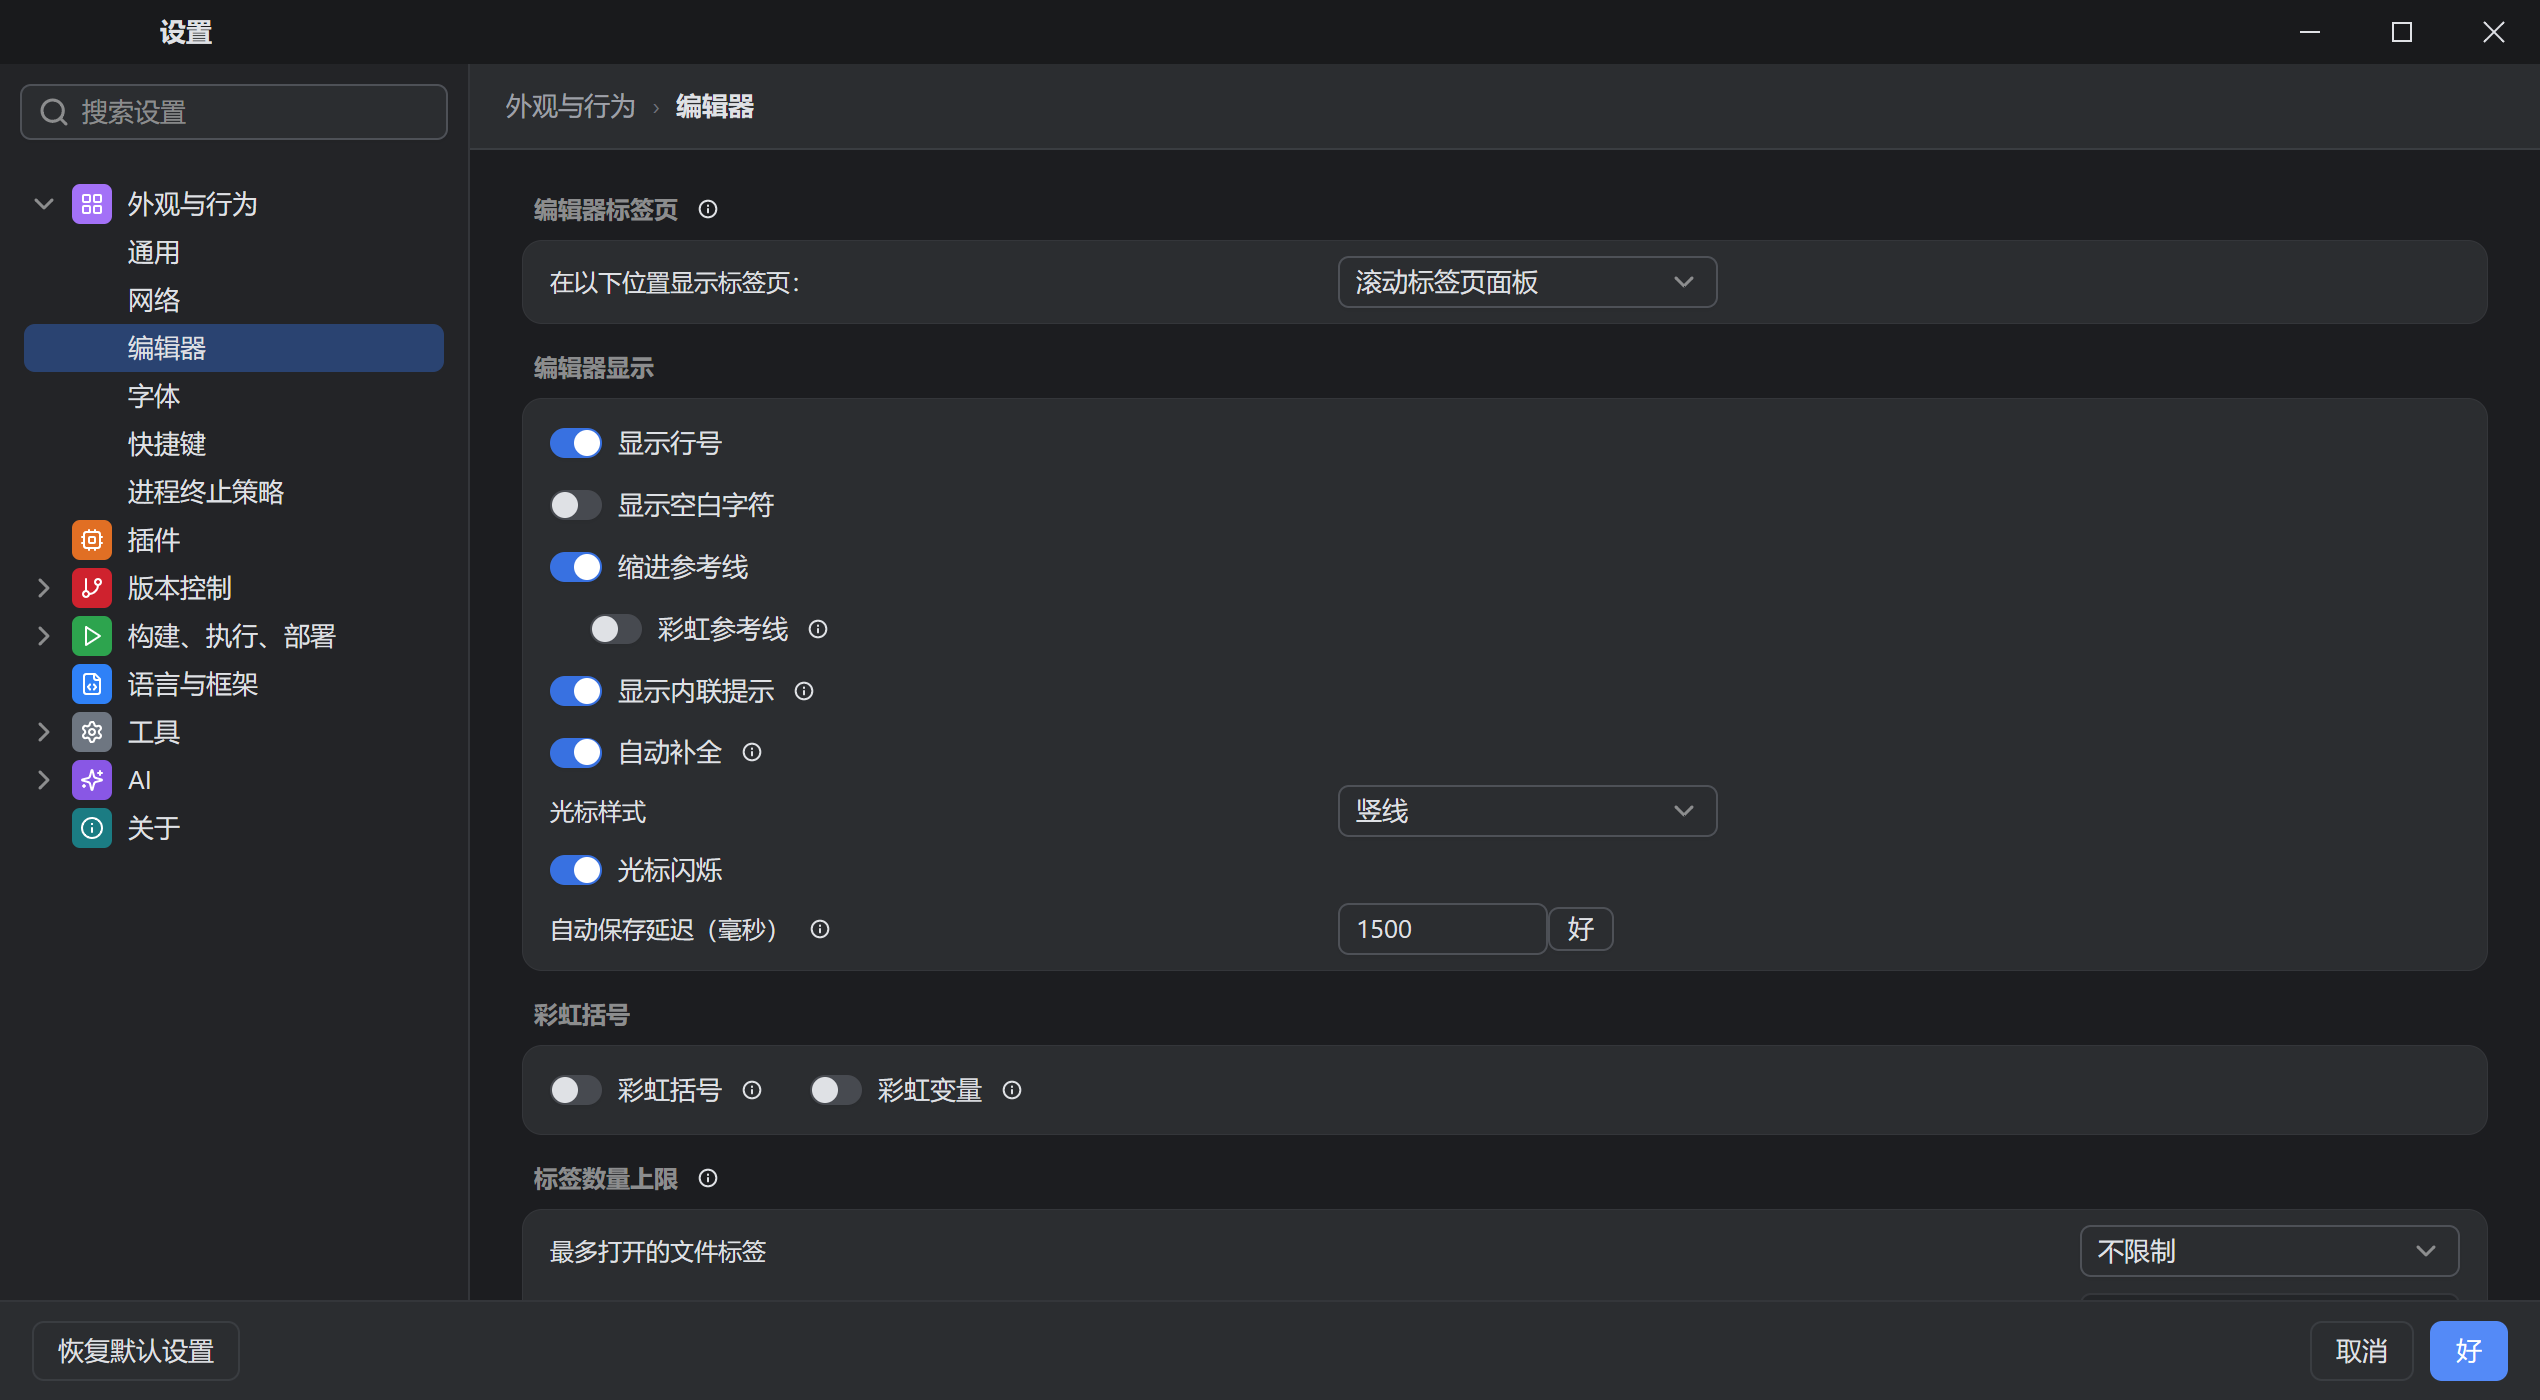 设置
搜索设置
外观与行为
通用
网络
编辑器
字体
快捷键
进程终止策略
插件
版本控制
构建、执行、部署
语言与框架
工具
AI
关于
外观与行为 › 编辑器
编辑器标签页
在以下位置显示标签页: 滚动标签页面板
编辑器显示
显示行号
显示空白字符
缩进参考线
彩虹参考线
显示内联提示
自动补全
光标样式 竖线
光标闪烁
自动保存延迟（毫秒） 1500 好
彩虹括号
彩虹括号 彩虹变量
标签数量上限
最多打开的文件标签 不限制
恢复默认设置 取消 好